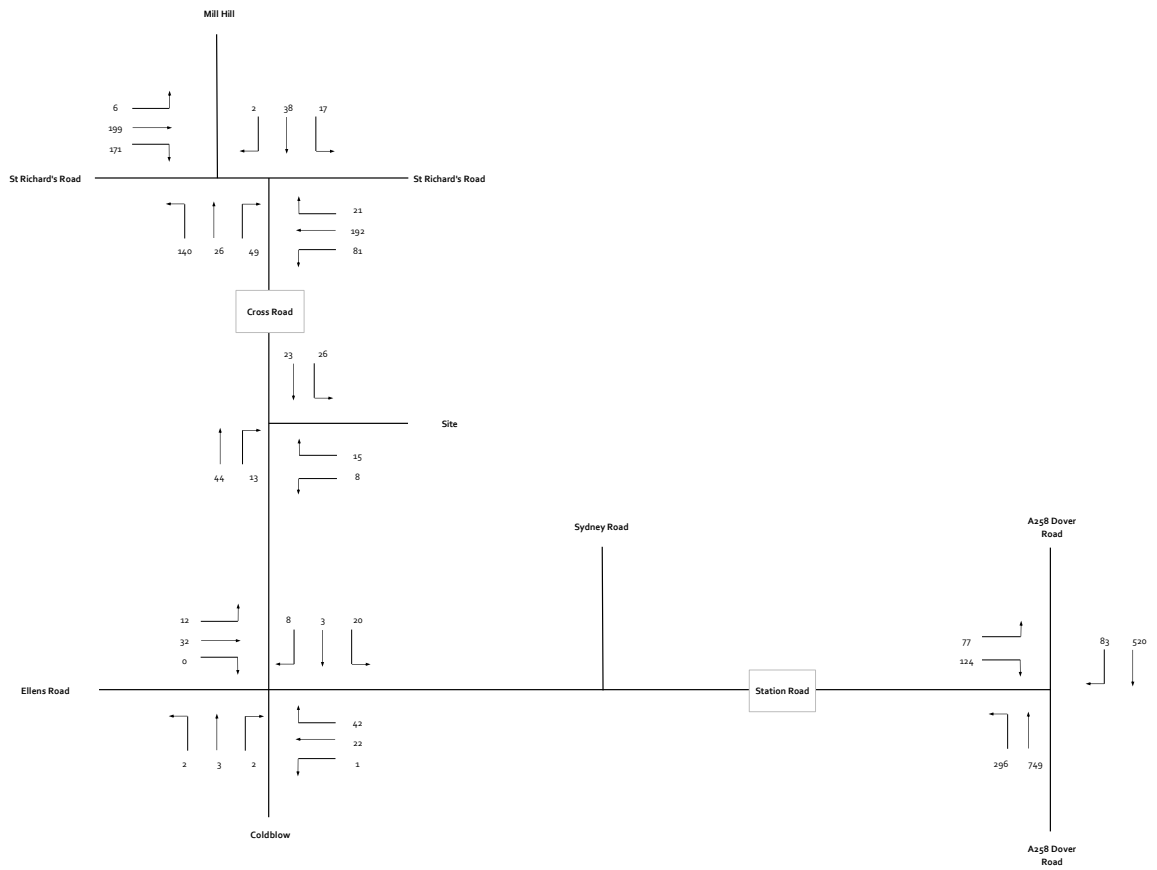 Mill Hill
6
2 38 17
199
171
St Richard's Road
St Richard's Road
21
192
140 26 49
81
Cross Road
23 26
Site
15
44 13
8
Sydney Road
A258 Dover
Road
12
8 3 20
32
0
77
83 520
124
Ellens Road
Station Road
42
22
2 3 2
1
296 749
Coldblow
A258 Dover
Road